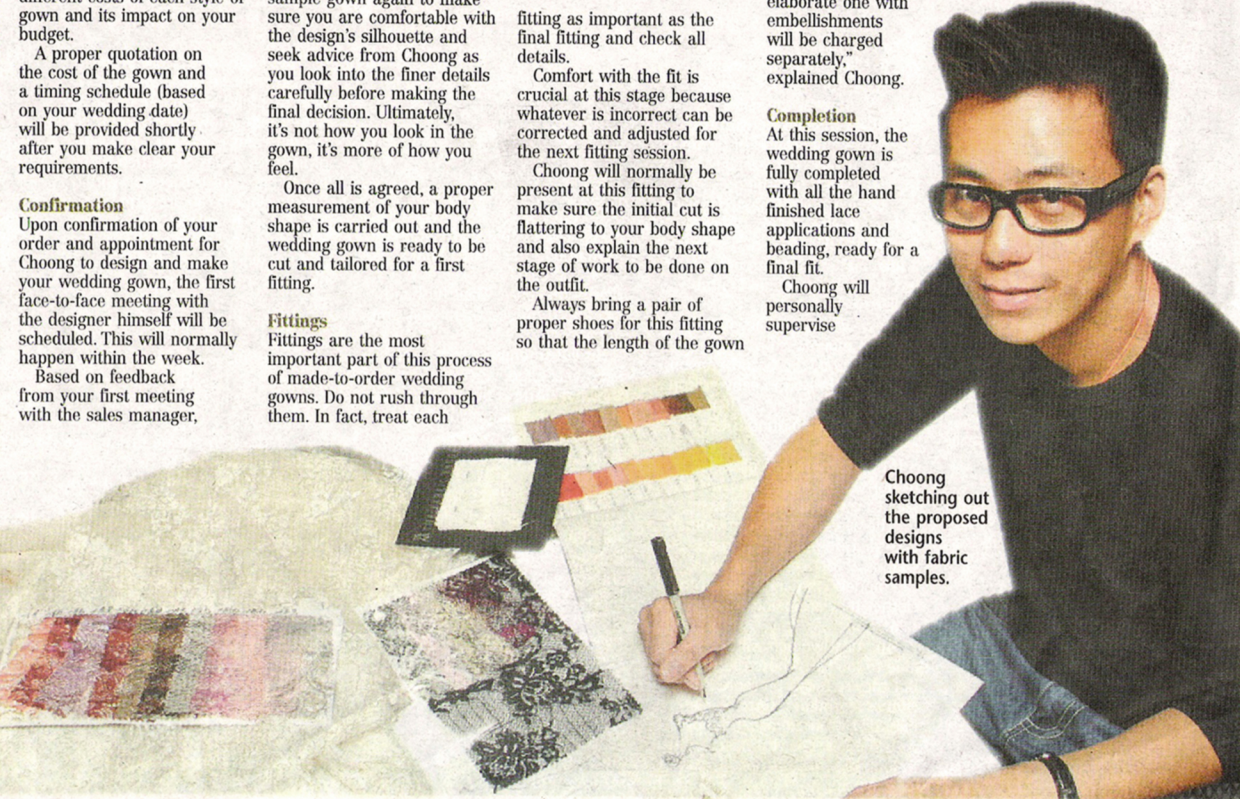 gown and its impact on your
budget.
A proper quotation on
the cost of the gown and
a timing schedule (based
on your wedding date)
will be provided shortly
after you make clear your
requirements.
Confirmation
Upon confirmation of your
order and appointment for
Choong to design and make
your wedding gown, the first
face-to-face meeting with
the designer himself will be
scheduled. This will normally
happen within the week.
Based on feedback
from your first meeting
with the sales manager,
sample gown again to make
sure you are comfortable with
the design's silhouette and
seek advice from Choong as
you look into the finer details
carefully before making the
final decision. Ultimately,
it's not how you look in the
gown, it's more of how you
feel.
Once all is agreed, a proper
measurement of your body
shape is carried out and the
wedding gown is ready to be
cut and tailored for a first
fitting.
Fittings
Fittings are the most
important part of this process
of made-to-order wedding
gowns. Do not rush through
them. In fact, treat each
fitting as important as the
final fitting and check all
details.
Comfort with the fit is
crucial at this stage because
whatever is incorrect can be
corrected and adjusted for
the next fitting session.
Choong will normally be
present at this fitting to
make sure the initial cut is
flattering to your body shape
and also explain the next
stage of work to be done on
the outfit.
Always bring a pair of
proper shoes for this fitting
so that the length of the gown
elaborate one with
embellishments
will be charged
separately,"
explained Choong.
Completion
At this session, the
wedding gown is
fully completed
with all the hand
finished lace
applications and
beading, ready for a
final fit.
Choong will
personally
supervise
Choong
sketching out
the proposed
designs
with fabric
samples.